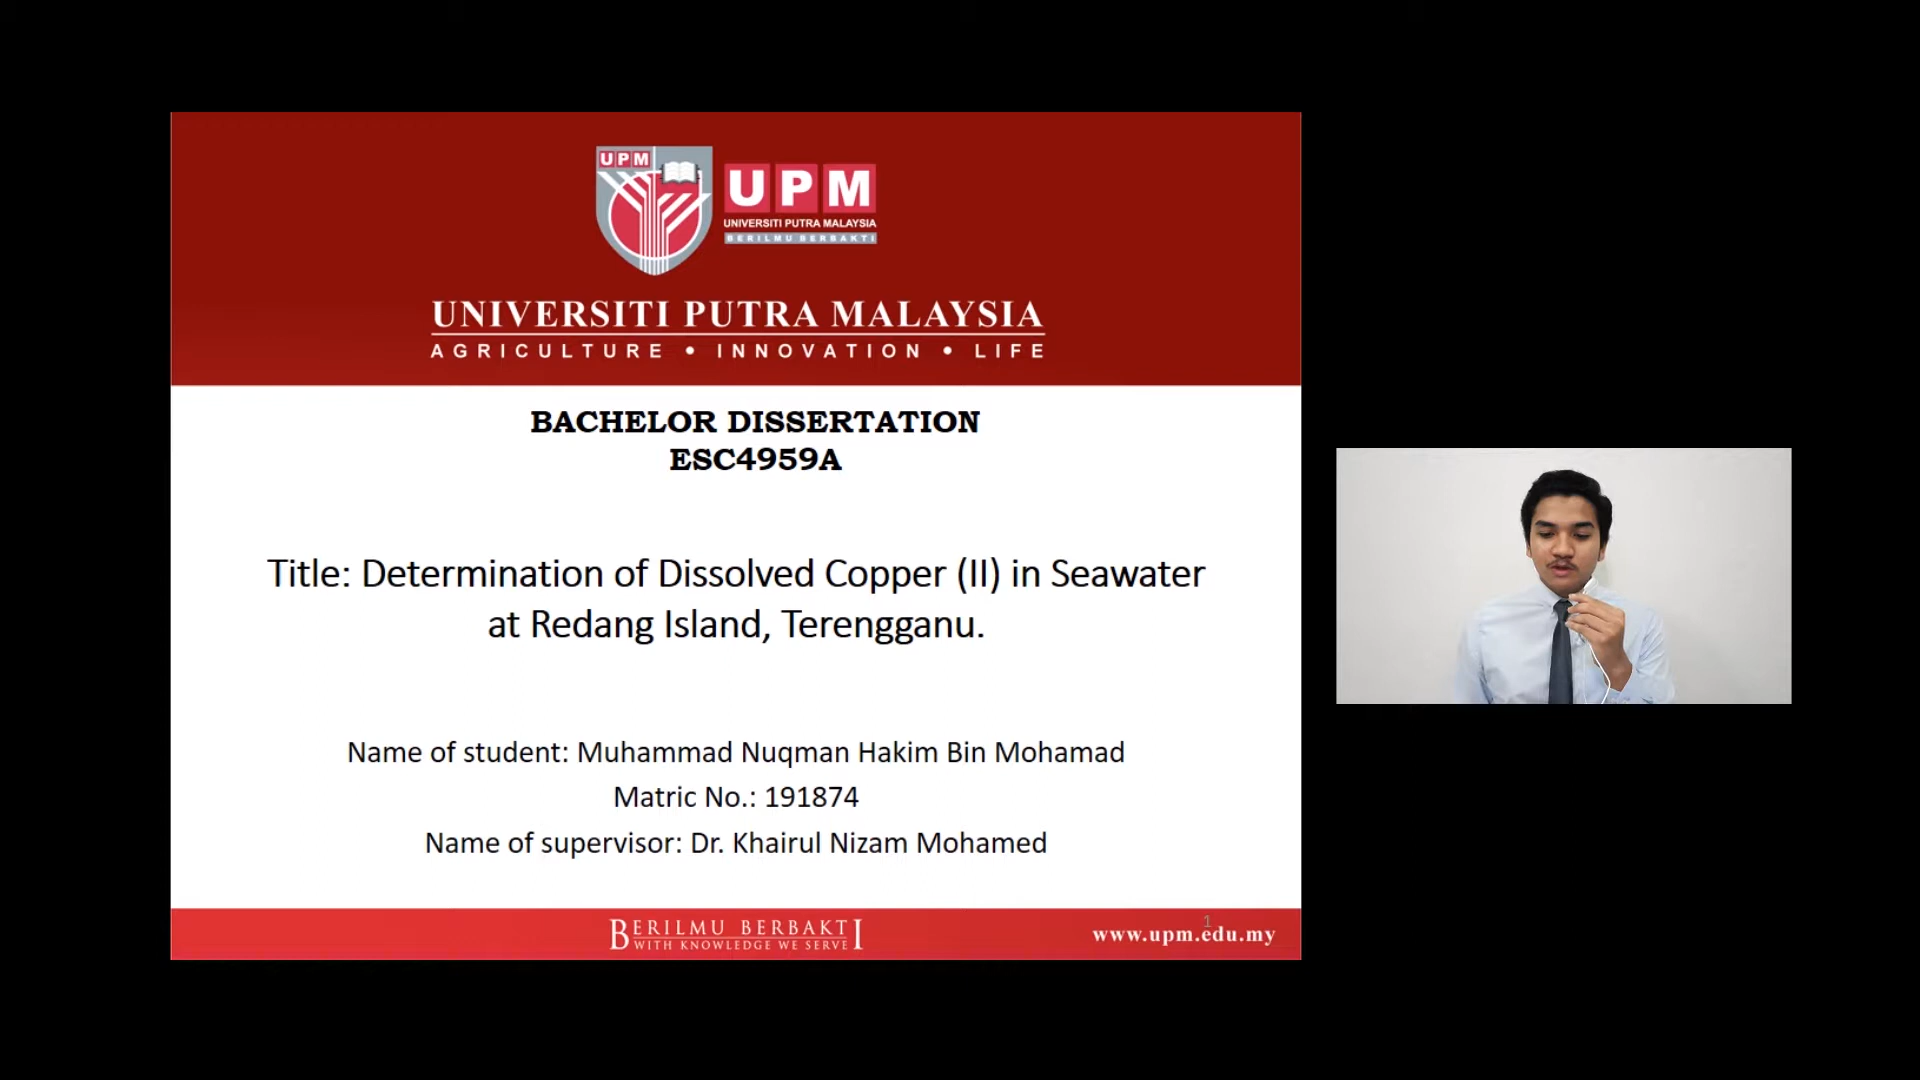 UPM
UPM
UNIVERSITI PUTRA MALAYSIA
BERILMU BERBAKTI
UNIVERSITI PUTRA MALAYSIA
AGRICULTURE • INNOVATION • LIFE
BACHELOR DISSERTATION
ESC4959A
Title: Determination of Dissolved Copper (II) in Seawater
at Redang Island, Terengganu.
Name of student: Muhammad Nuqman Hakim Bin Mohamad
Matric No.: 191874
Name of supervisor: Dr. Khairul Nizam Mohamed
BERILMU BERBAKTI
WITH KNOWLEDGE WE SERVE
1
www.upm.edu.my